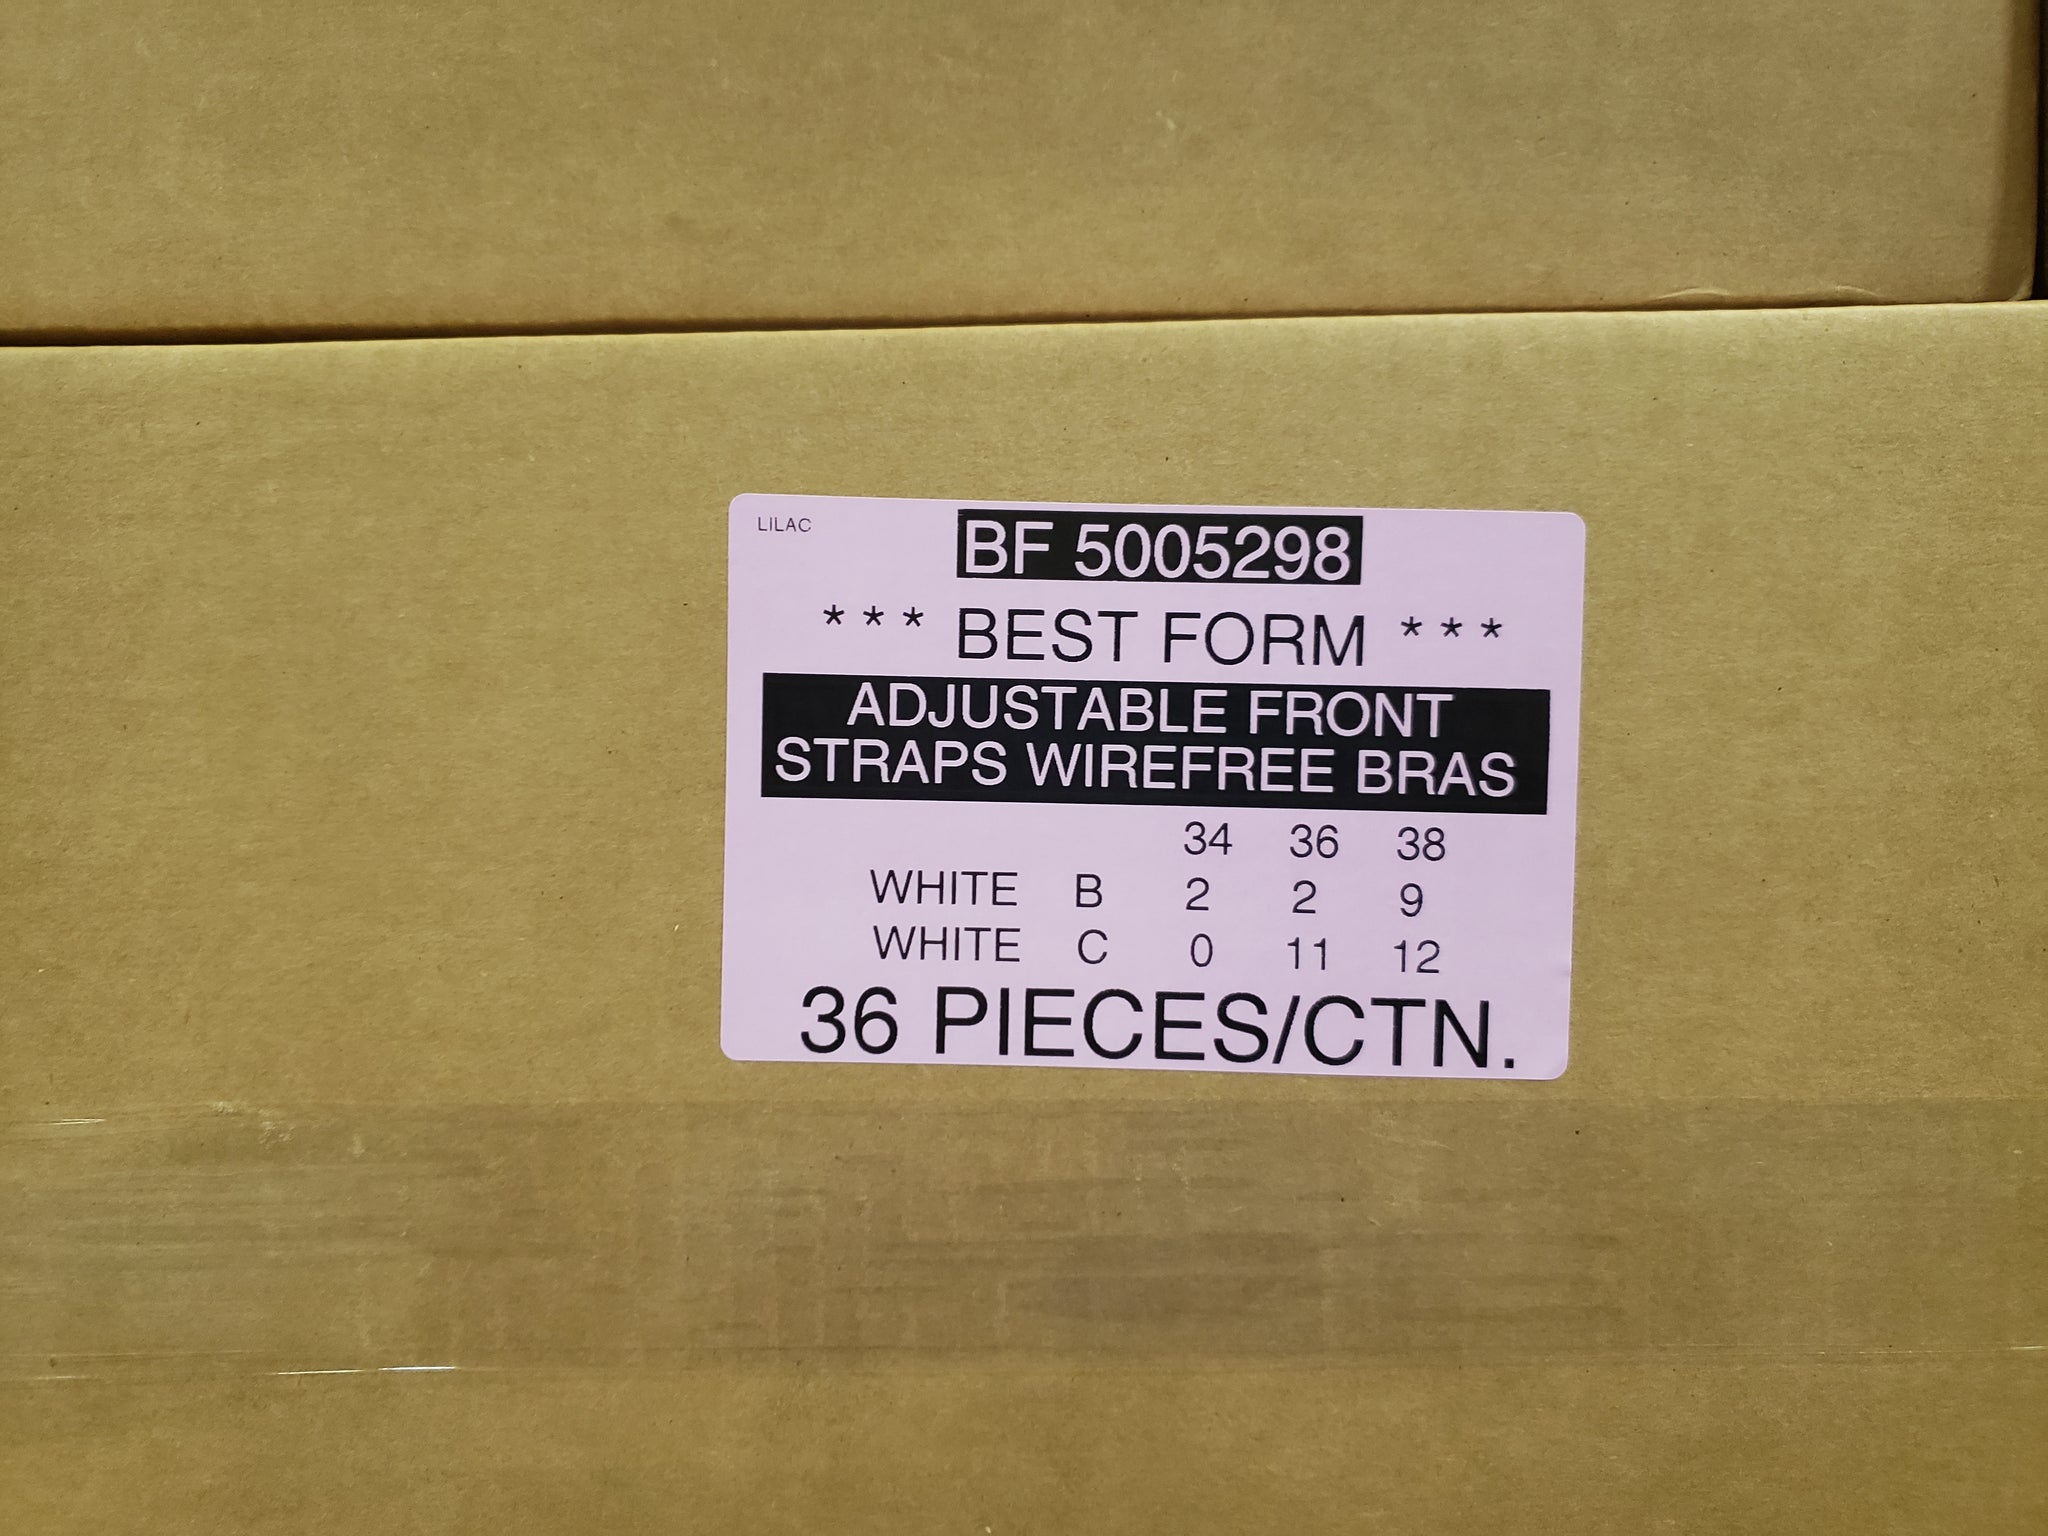 LILAC
BF 5005298
*** BEST FORM ***
ADJUSTABLE FRONT
STRAPS WIREFREE BRAS
34 36 38
WHITE B 2 2 9
WHITE C 0 11 12
36 PIECES/CTN.